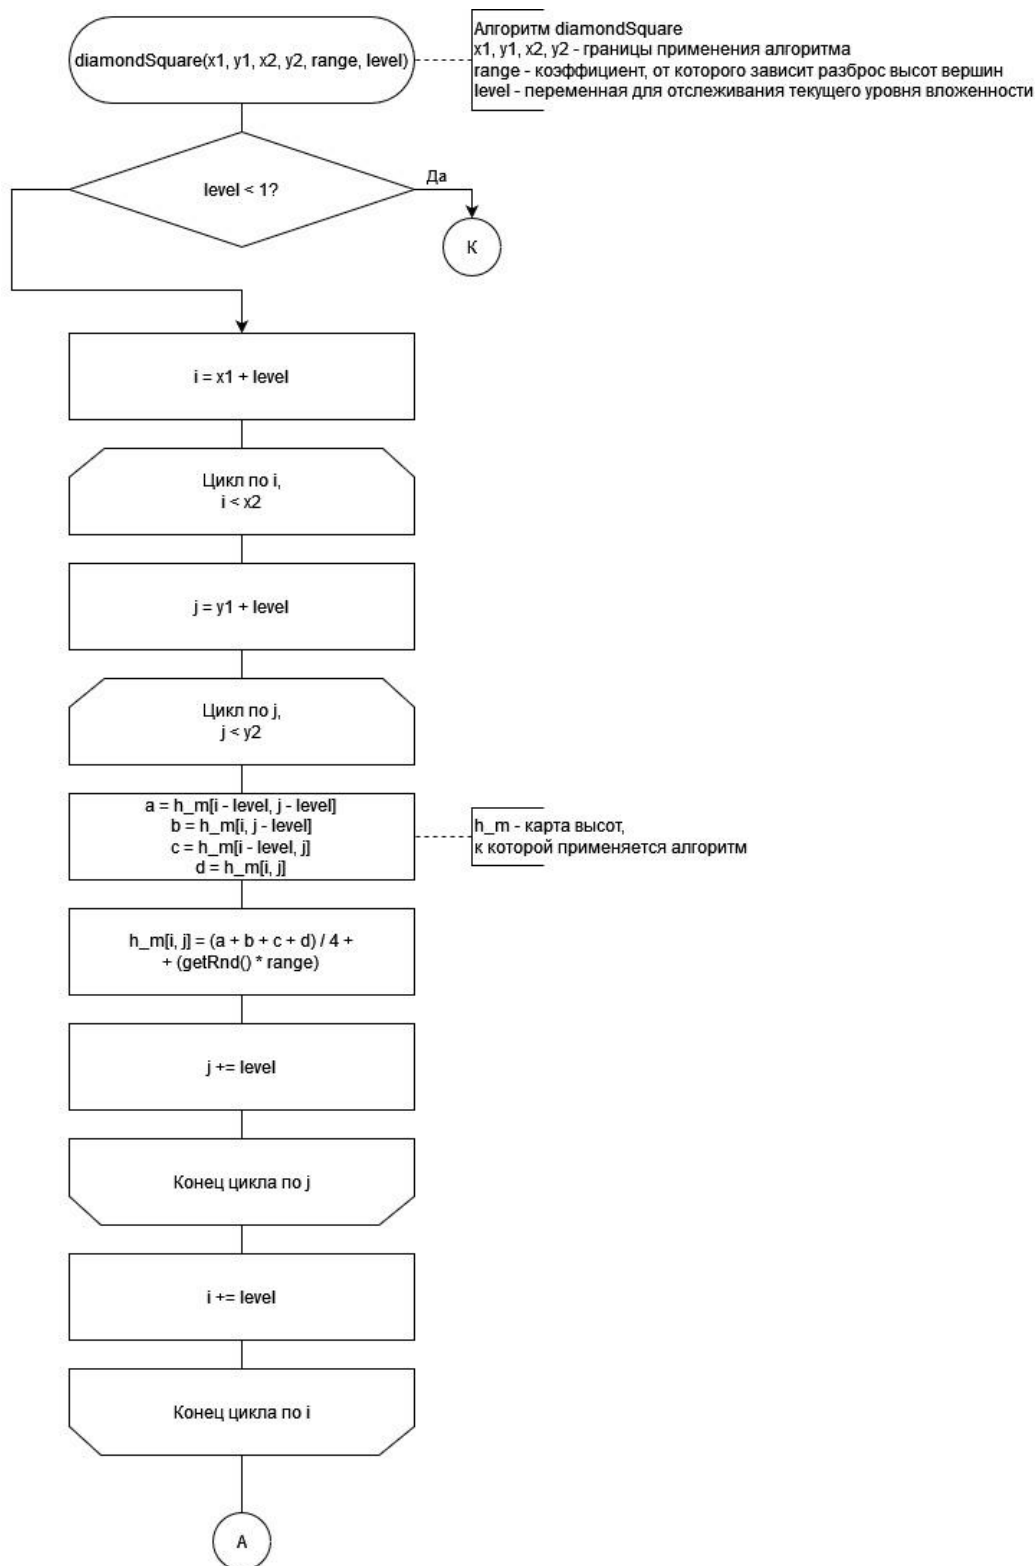 diamondSquare(x1, y1, x2, y2, range, level)
Алгоритм diamondSquare
x1, y1, x2, y2 - границы применения алгоритма
range - коэффициент, от которого зависит разброс высот вершин
level - переменная для отслеживания текущего уровня вложенности
level < 1?
Да
К
i = x1 + level
Цикл по i,
i < x2
j = y1 + level
Цикл по j,
j < y2
a = h_m[i - level, j - level]
b = h_m[i, j - level]
c = h_m[i - level, j]
d = h_m[i, j]
h_m - карта высот,
к которой применяется алгоритм
h_m[i, j] = (a + b + c + d) / 4 +
+ (getRnd() * range)
j += level
Конец цикла по j
i += level
Конец цикла по i
А